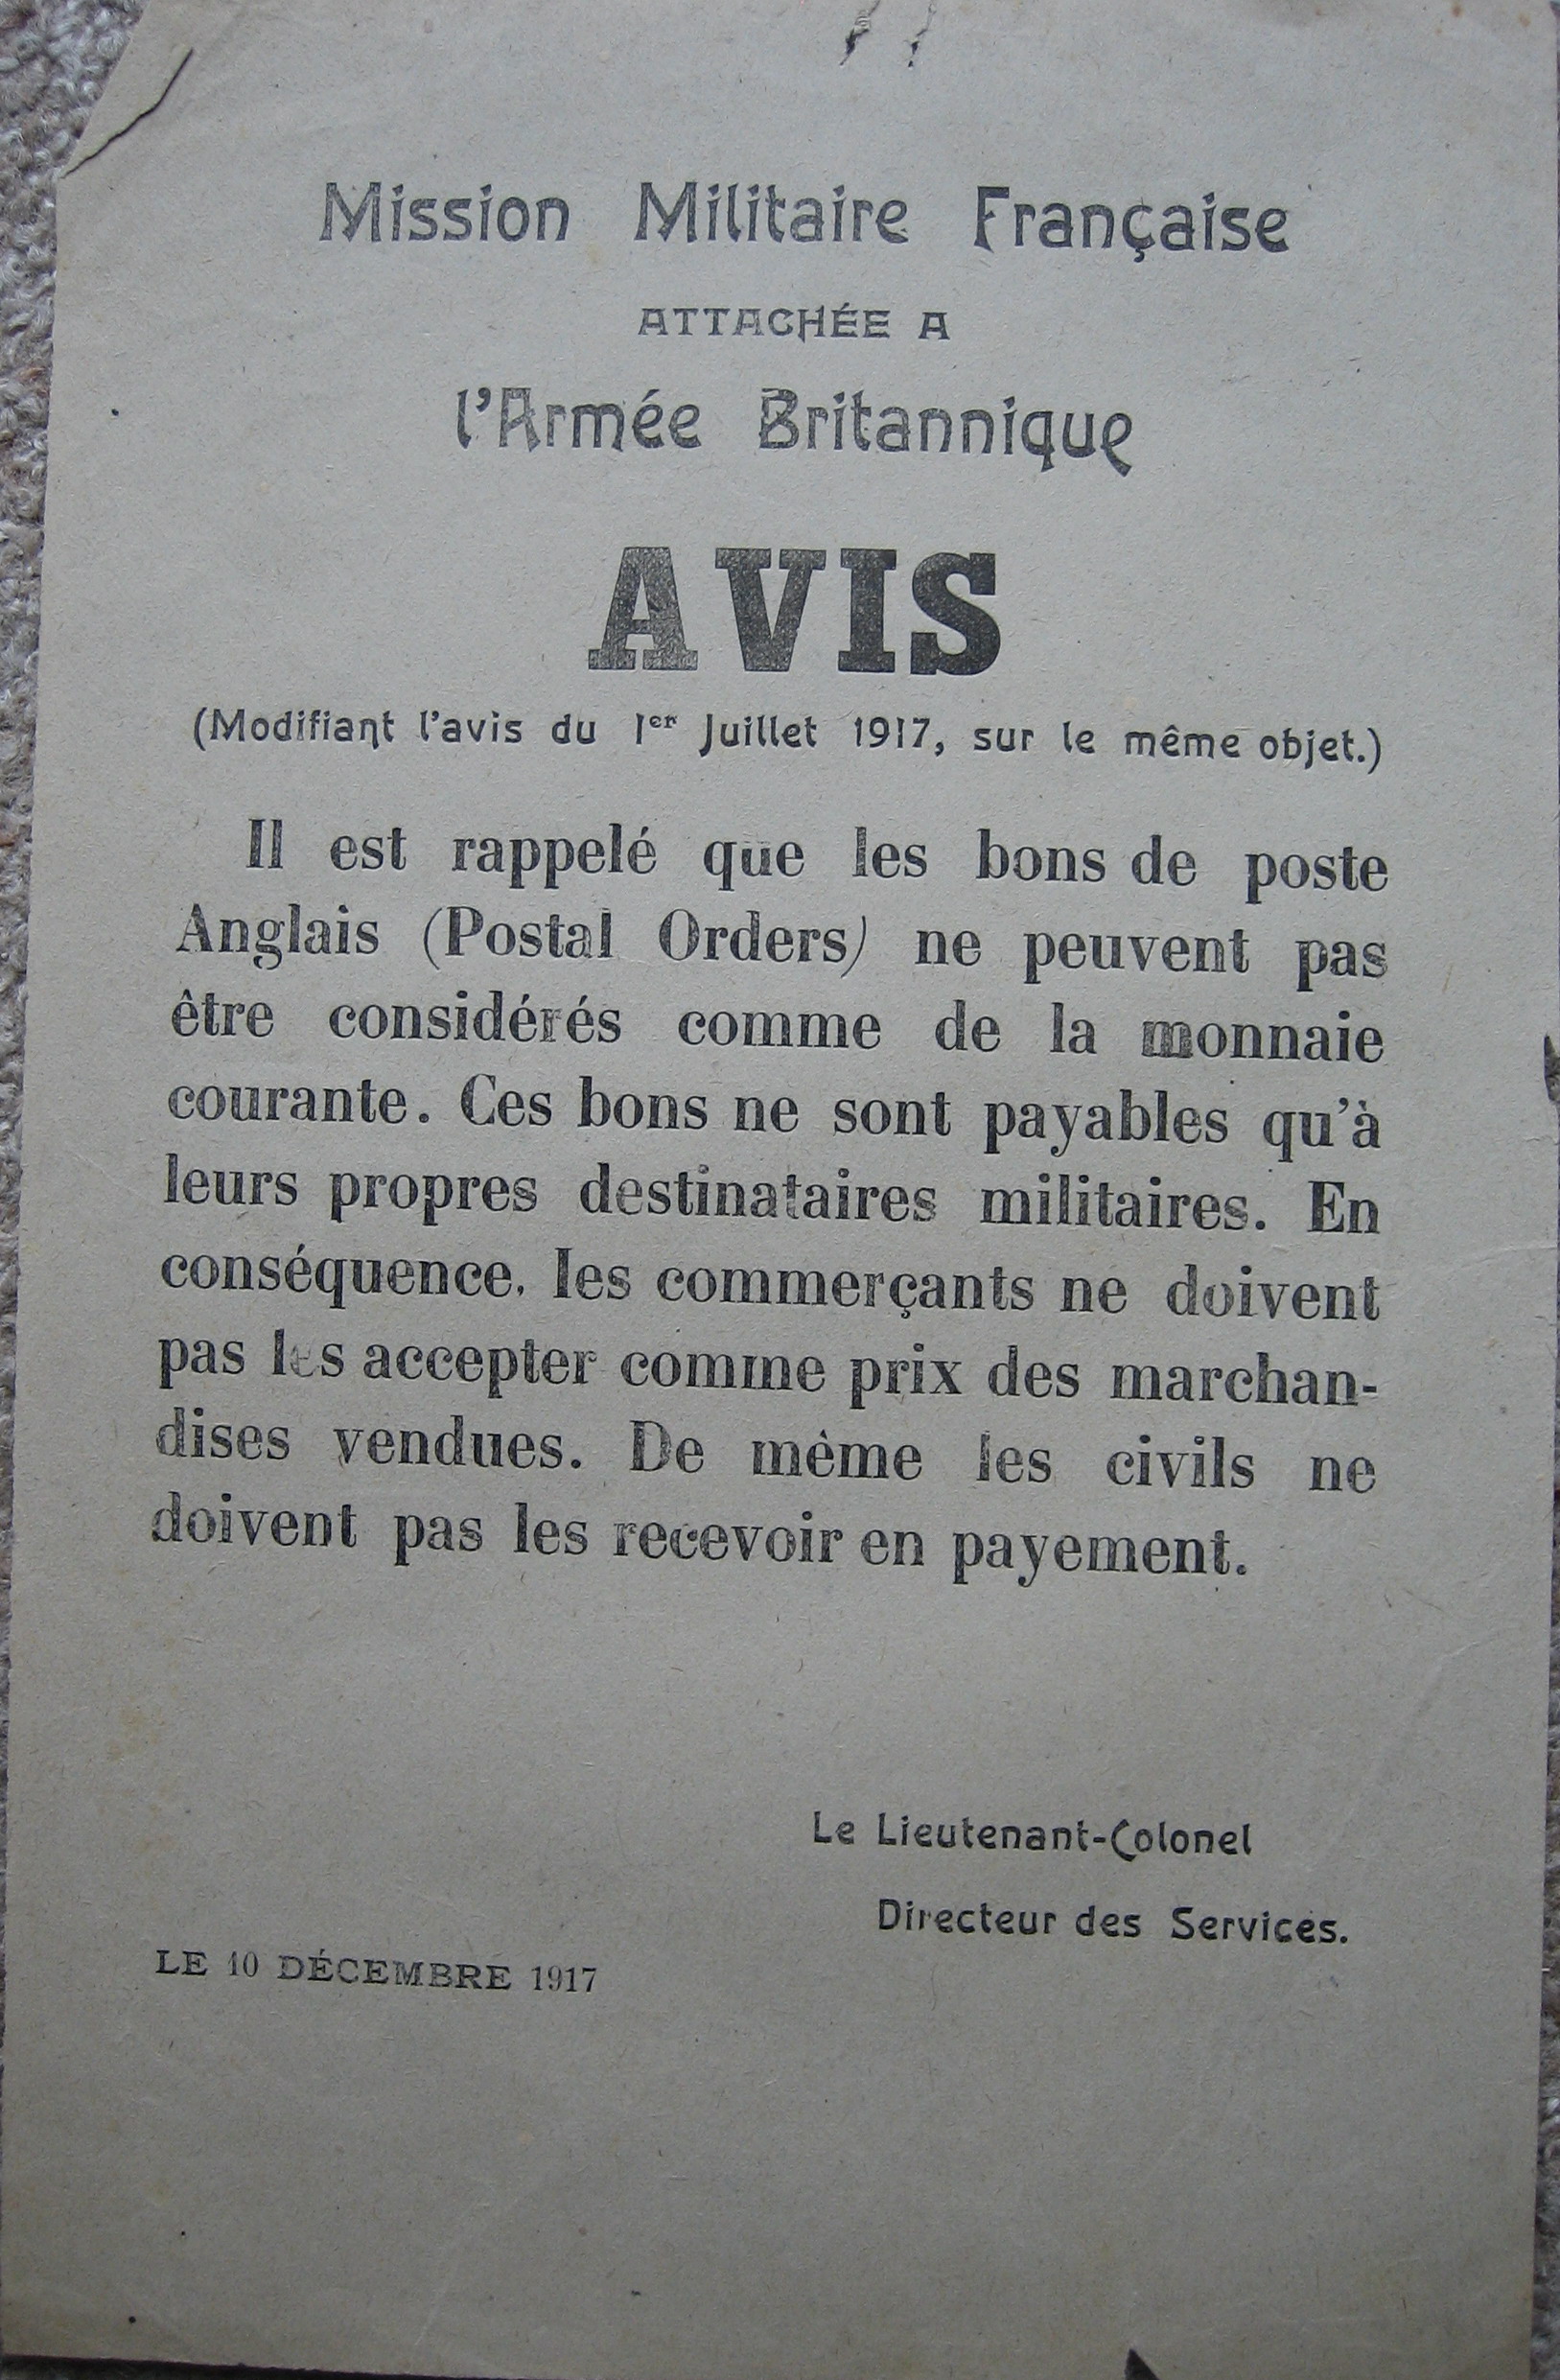 Mission Militaire Française
ATTACHÉE A
l'Armée Britannique
AVIS
(Modifiant l'avis du 1er Juillet 1917, sur le même objet.)
Il est rappelé que les bons de poste
Anglais (Postal Orders) ne peuvent pas
être considérés comme de la monnaie
courante. Ces bons ne sont payables qu'à
leurs propres destinataires militaires. En
conséquence, les commerçants ne doivent
pas les accepter comme prix des marchan-
dises vendues. De même les civils ne
doivent pas les recevoir en payement.
Le Lieutenant-Colonel
Directeur des Services.
LE 10 DÉCEMBRE 1917